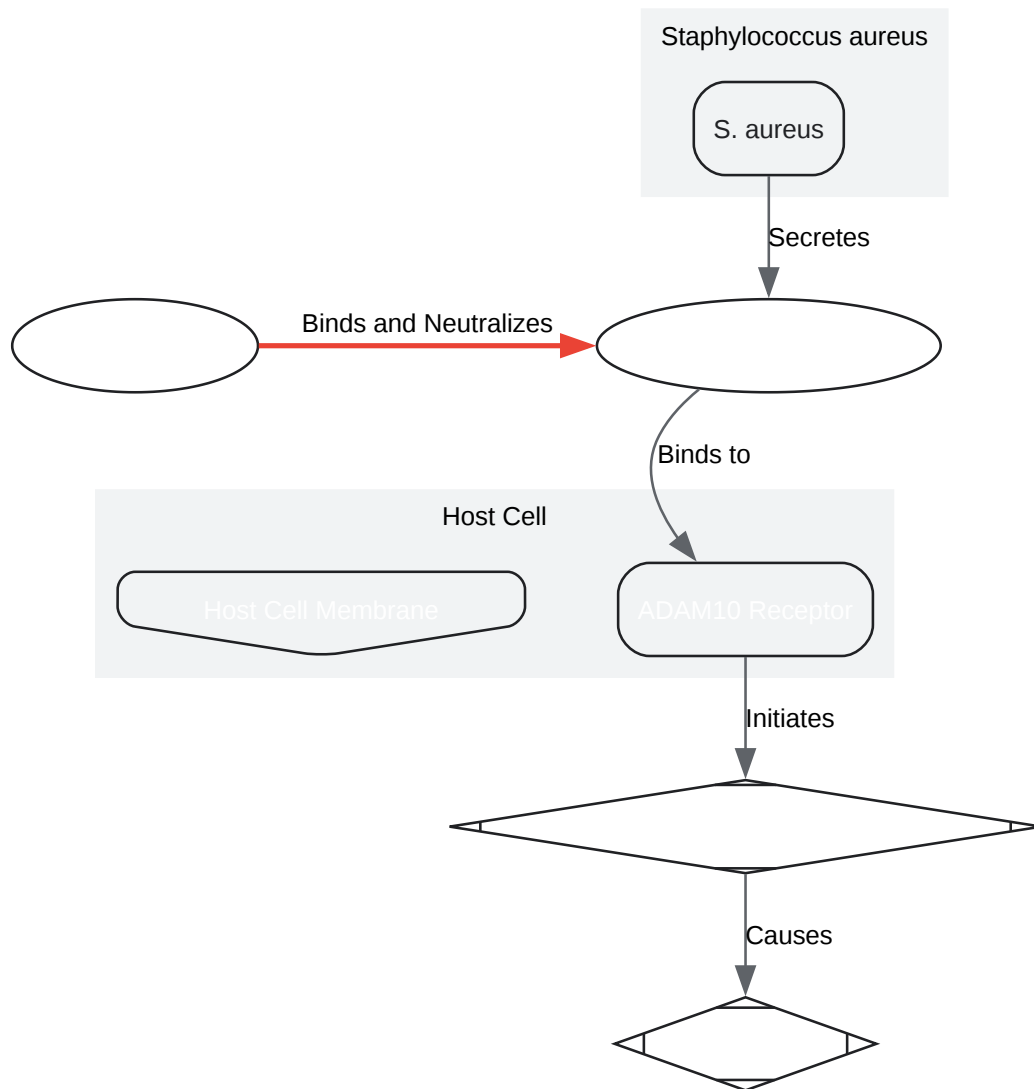 Staphylococcus aureus
S. aureus
Secretes
Binds and Neutralizes
Binds to
Host Cell
Host Cell Membrane
ADAM10 Receptor
Initiates
Causes